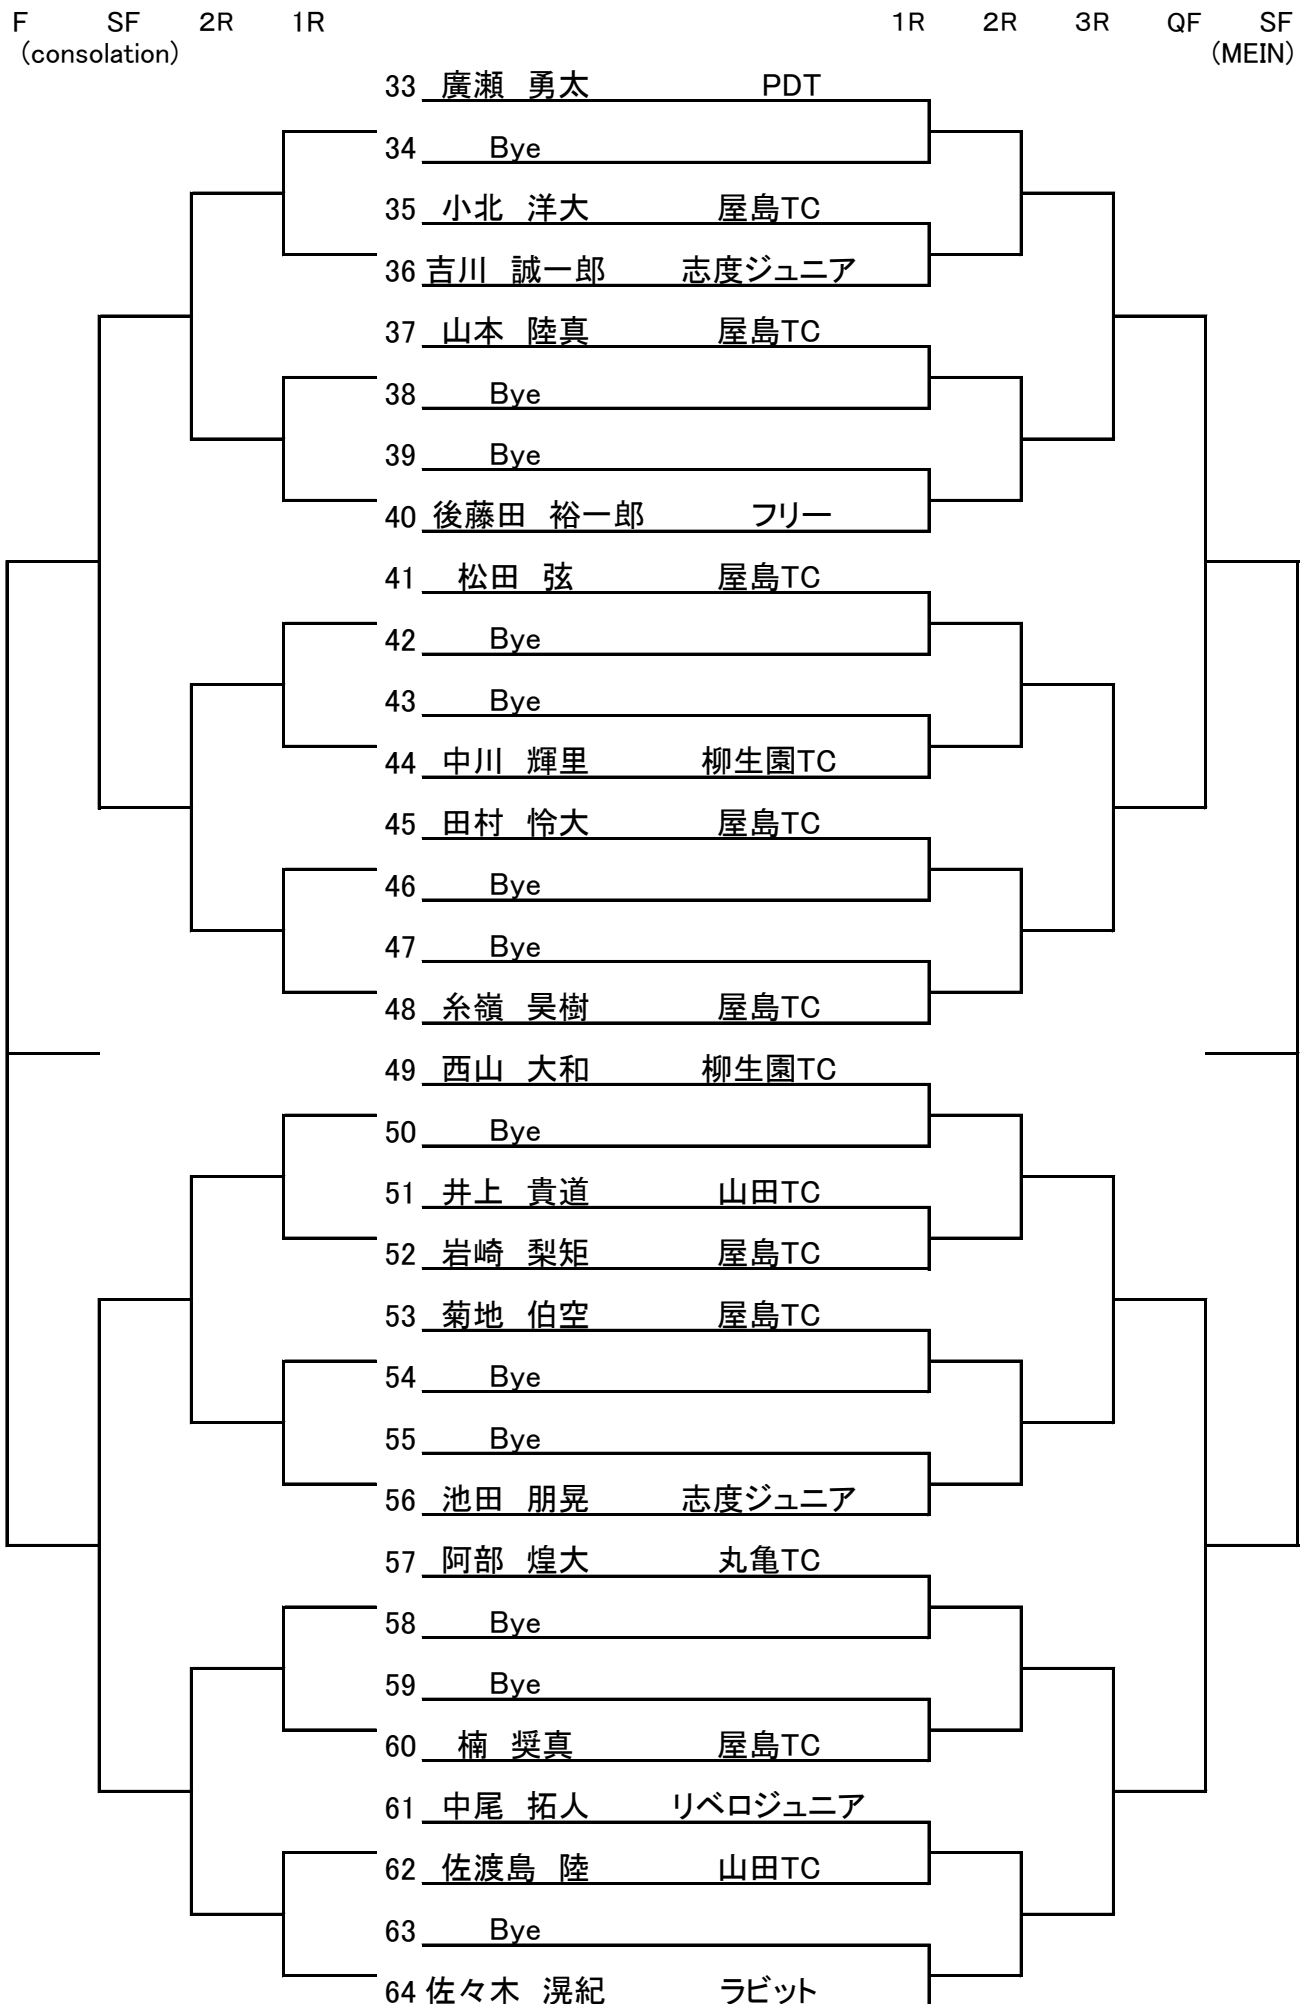 F SF 2R 1R 1R 2R 3R QF SF
(consolation) (MEIN)
33 廣瀬 勇太 PDT
34 Bye
35 小北 洋大 屋島TC
36 吉川 誠一郎 志度ジュニア
37 山本 陸真 屋島TC
38 Bye
39 Bye
40 後藤田 裕一郎 フリー
41 松田 弦 屋島TC
42 Bye
43 Bye
44 中川 輝里 柳生園TC
45 田村 怜大 屋島TC
46 Bye
47 Bye
48 糸嶺 昊樹 屋島TC
49 西山 大和 柳生園TC
50 Bye
51 井上 貴道 山田TC
52 岩崎 梨矩 屋島TC
53 菊地 伯空 屋島TC
54 Bye
55 Bye
56 池田 朋晃 志度ジュニア
57 阿部 煌大 丸亀TC
58 Bye
59 Bye
60 楠 奨真 屋島TC
61 中尾 拓人 リベロジュニア
62 佐渡島 陸 山田TC
63 Bye
64 佐々木 滉紀 ラビット